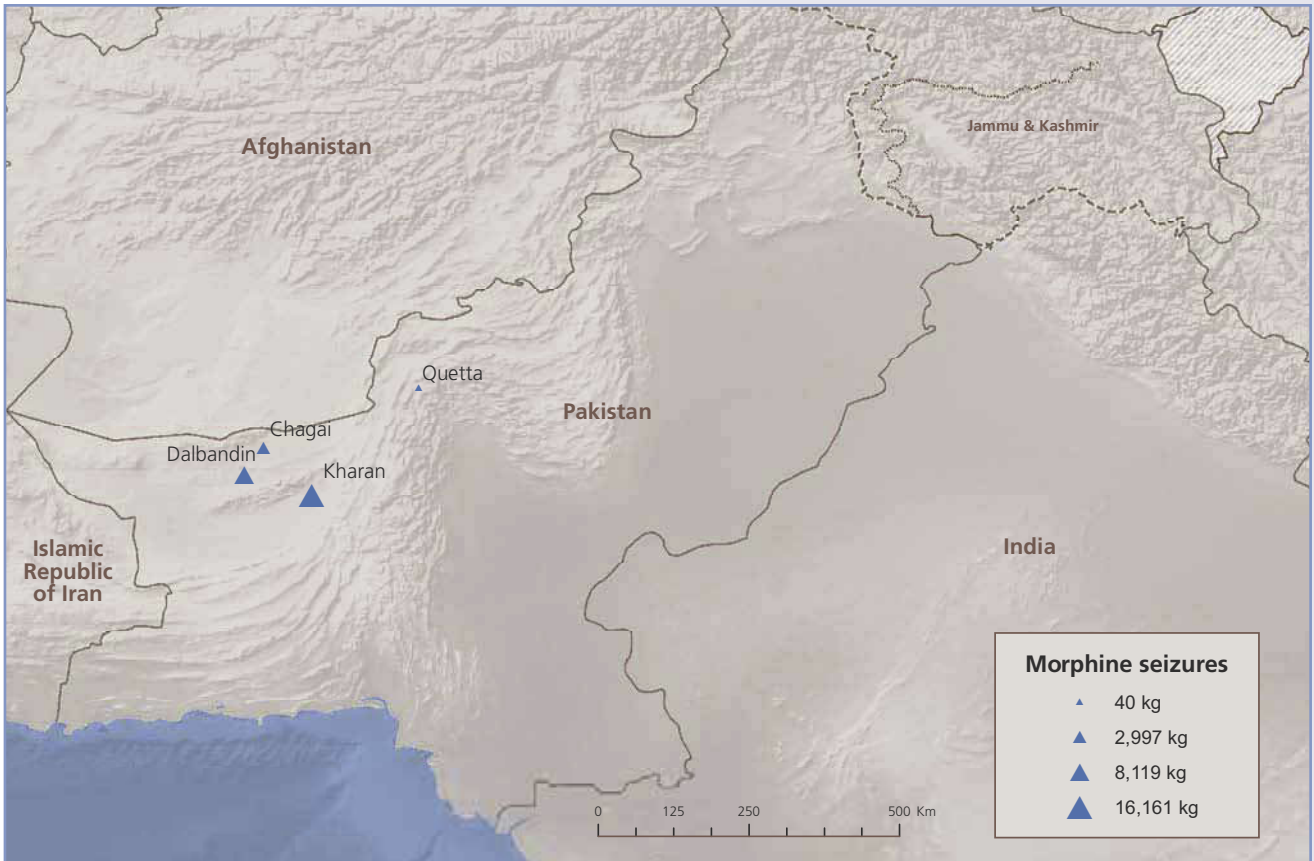 Jammu & Kashmir
Afghanistan
Quetta
Pakistan
Chagai
Dalbandin
Kharan
Islamic
Republic
of Iran
India
Morphine seizures
40 kg
2,997 kg
8,119 kg
16,161 kg
0 125 250 500 Km